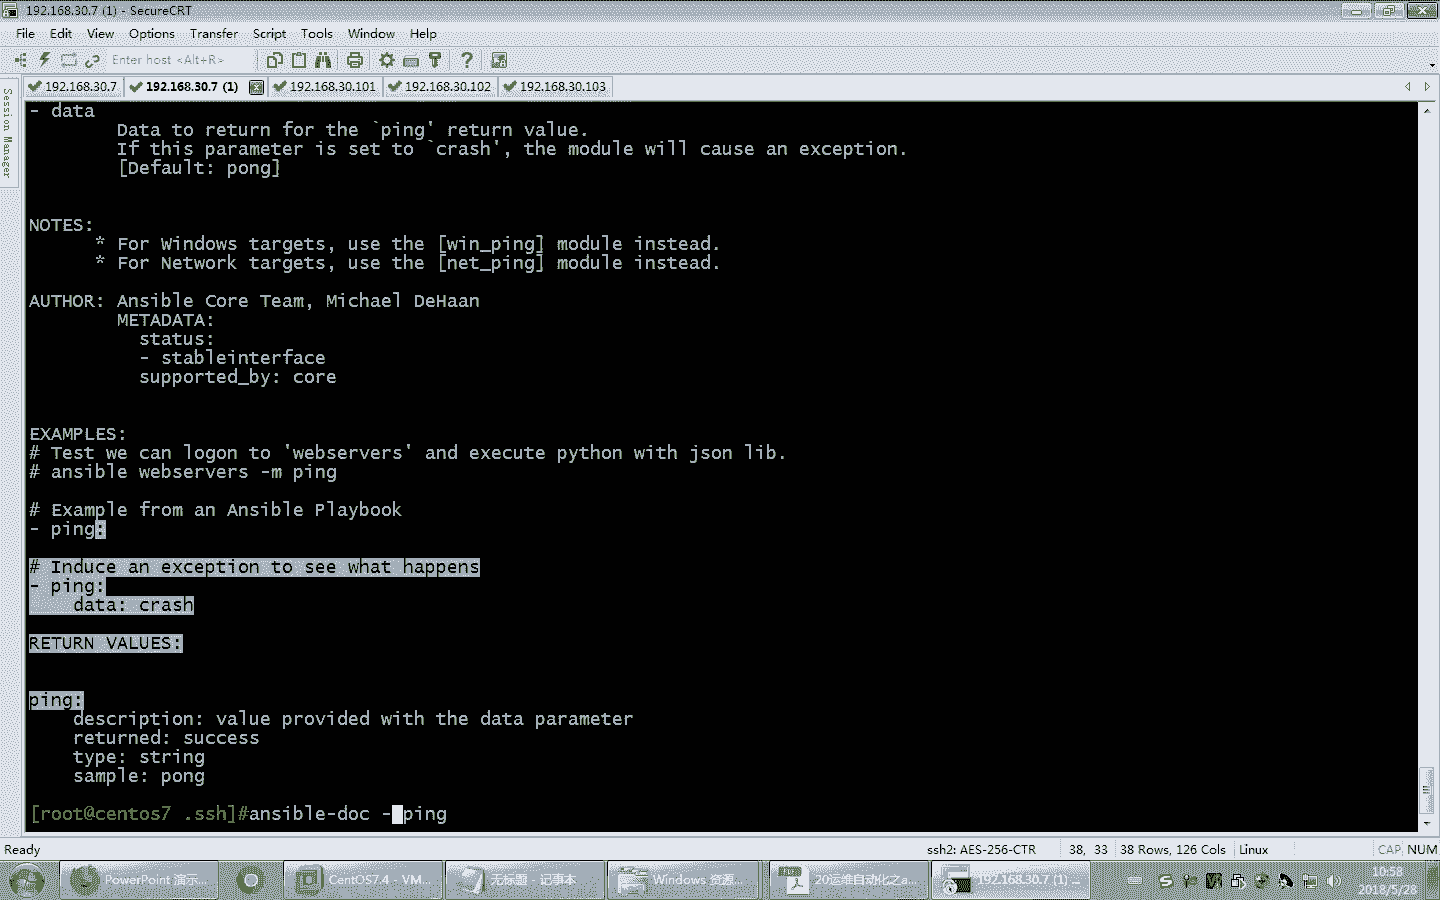 192.168.30.7 (1) - SecureCRT
File Edit View Options Transfer Script Tools Window Help
Enter host <Alt+R>
192.168.30.7 192.168.30.7 (1) 192.168.30.101 192.168.30.102 192.168.30.103
Session Manager
- data
Data to return for the `ping' return value.
If this parameter is set to `crash', the module will cause an exception.
[Default: pong]
NOTES:
* For Windows targets, use the [win_ping] module instead.
* For Network targets, use the [net_ping] module instead.
AUTHOR: Ansible Core Team, Michael DeHaan
METADATA:
status:
- stableinterface
supported_by: core
EXAMPLES:
# Test we can logon to 'webservers' and execute python with json lib.
# ansible webservers -m ping
# Example from an Ansible Playbook
- ping:
# Induce an exception to see what happens
- ping:
data: crash
RETURN VALUES:
ping:
description: value provided with the data parameter
returned: success
type: string
sample: pong
[root@centos7 .ssh]#ansible-doc - ping
Ready ssh2: AES-256-CTR 38, 33 38 Rows, 126 Cols Linux CAP NUM
PowerPoint 演示... CentOS7.4 - VM... 无标题 - 记事本 Windows 资源... 20运维自动化之a... 192.168.30.7 (1) ... 10:58
2018/5/28